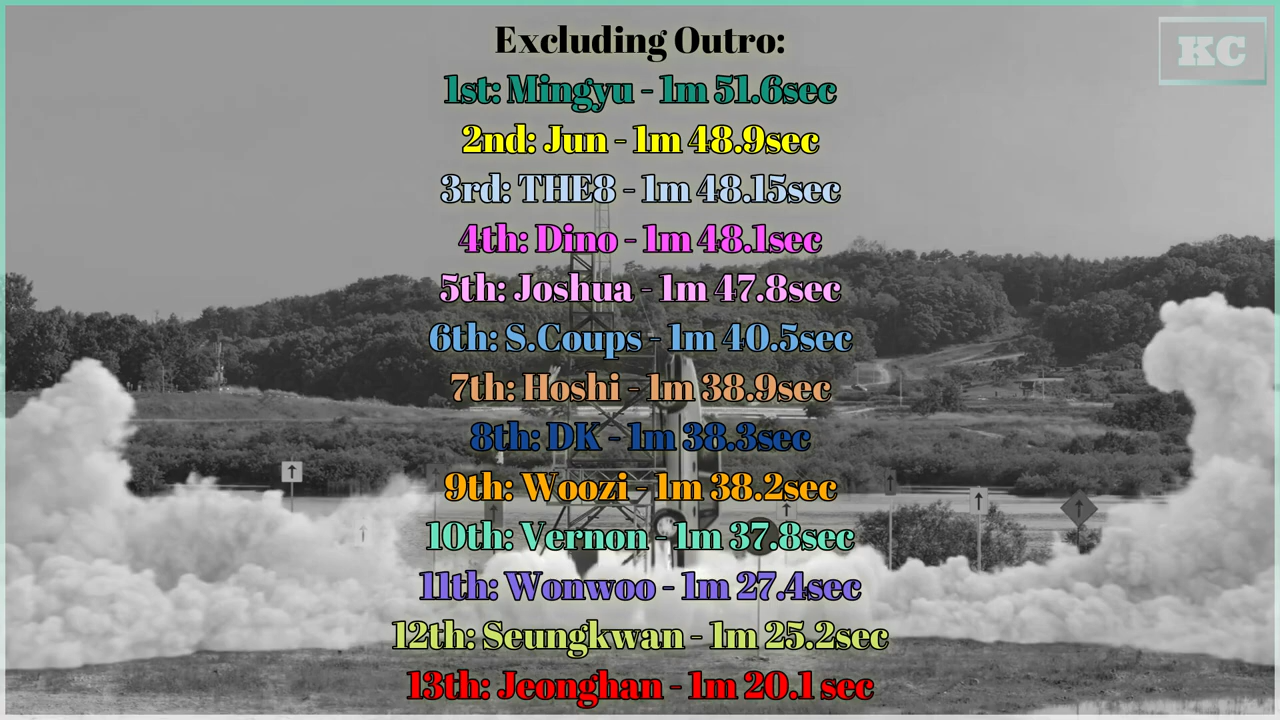 Excluding Outro:
KC
1st: Mingyu - 1m 51.6sec
2nd: Jun - 1m 48.9sec
3rd: THE8 - 1m 48.15sec
4th: Dino - 1m 48.1sec
5th: Joshua - 1m 47.8sec
6th: S.Coups - 1m 40.5sec
7th: Hoshi - 1m 38.9sec
8th: DK - 1m 38.3sec
9th: Woozi - 1m 38.2sec
10th: Vernon - 1m 37.8sec
11th: Wonwoo - 1m 27.4sec
12th: Seungkwan - 1m 25.2sec
13th: Jeonghan - 1m 20.1 sec